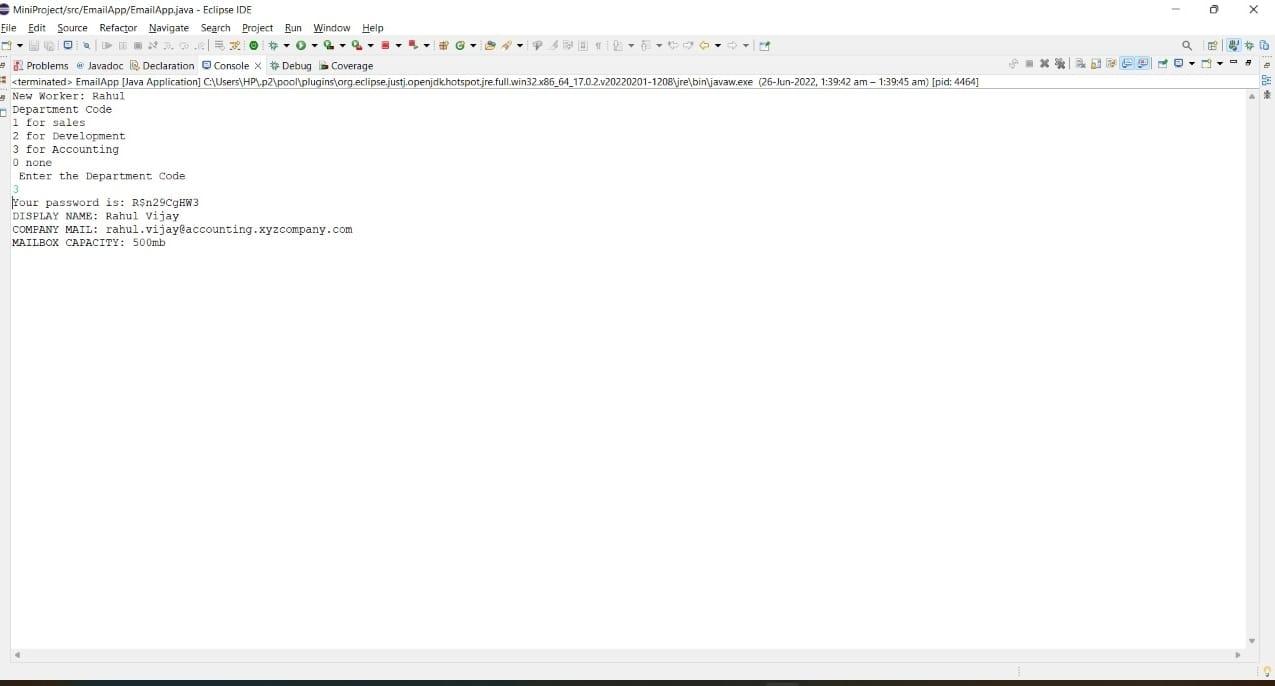 MiniProject/src/EmailApp/EmailApp.java - Eclipse IDE
File Edit Source Refactor Navigate Search Project Run Window Help
Problems Javadoc Declaration Console Debug Coverage
<terminated> EmailApp [Java Application] C:\Users\HP\.p2\pool\plugins\org.eclipse.justj.openjdk.hotspot.jre.full.win32.x86_64_17.0.2.v20220201-1208\jre\bin\javaw.exe (26-Jun-2022, 1:39:42 am – 1:39:45 am) [pid: 4464]
New Worker: Rahul
Department Code
1 for sales
2 for Development
3 for Accounting
0 none
Enter the Department Code
3
Your password is: R$n29CgHW3
DISPLAY NAME: Rahul Vijay
COMPANY MAIL: rahul.vijay@accounting.xyzcompany.com
MAILBOX CAPACITY: 500mb